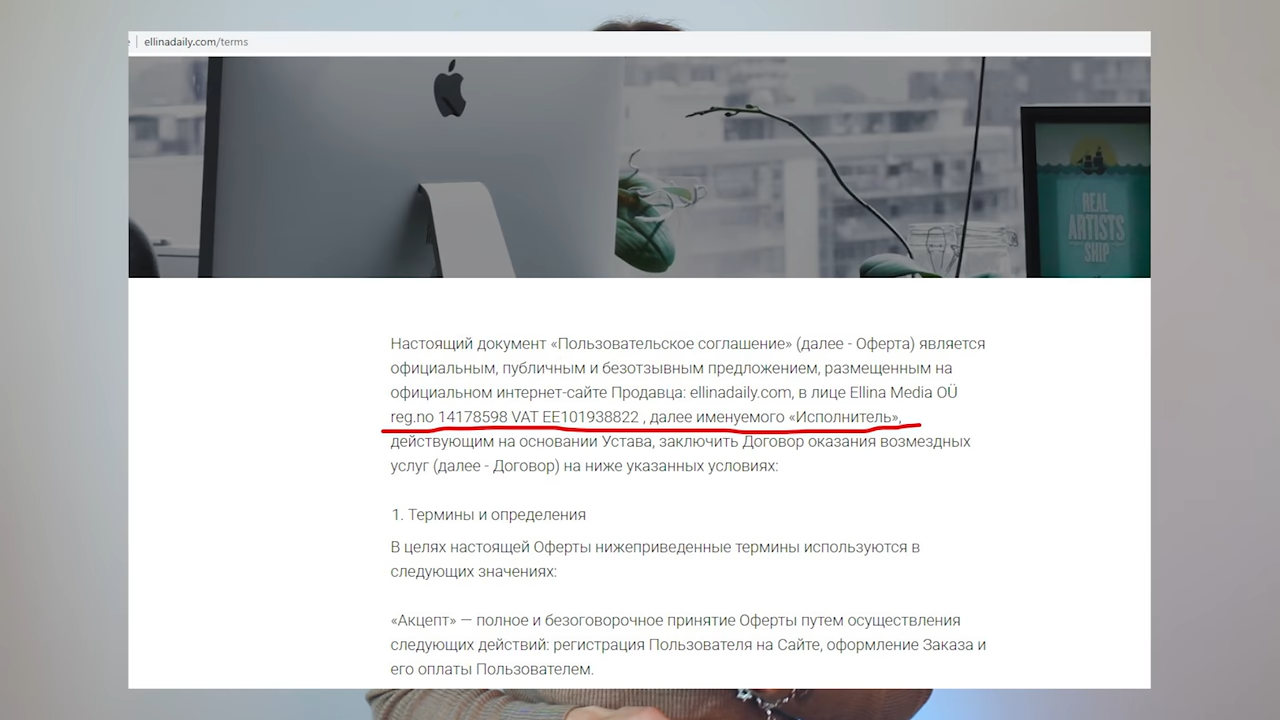 ellinadaily.com/terms
REAL
ARTISTS
SHIP
Настоящий документ «Пользовательское соглашение» (далее - Оферта) является
официальным, публичным и безотзывным предложением, размещенным на
официальном интернет-сайте Продавца: ellinadaily.com, в лице Ellina Media OÜ
reg.no 14178598 VAT EE101938822 , далее именуемого «Исполнитель»,
действующим на основании Устава, заключить Договор оказания возмездных
услуг (далее - Договор) на ниже указанных условиях:
1. Термины и определения
В целях настоящей Оферты нижеприведенные термины используются в
следующих значениях:
«Акцепт» — полное и безоговорочное принятие Оферты путем осуществления
следующих действий: регистрация Пользователя на Сайте, оформление Заказа и
его оплаты Пользователем.